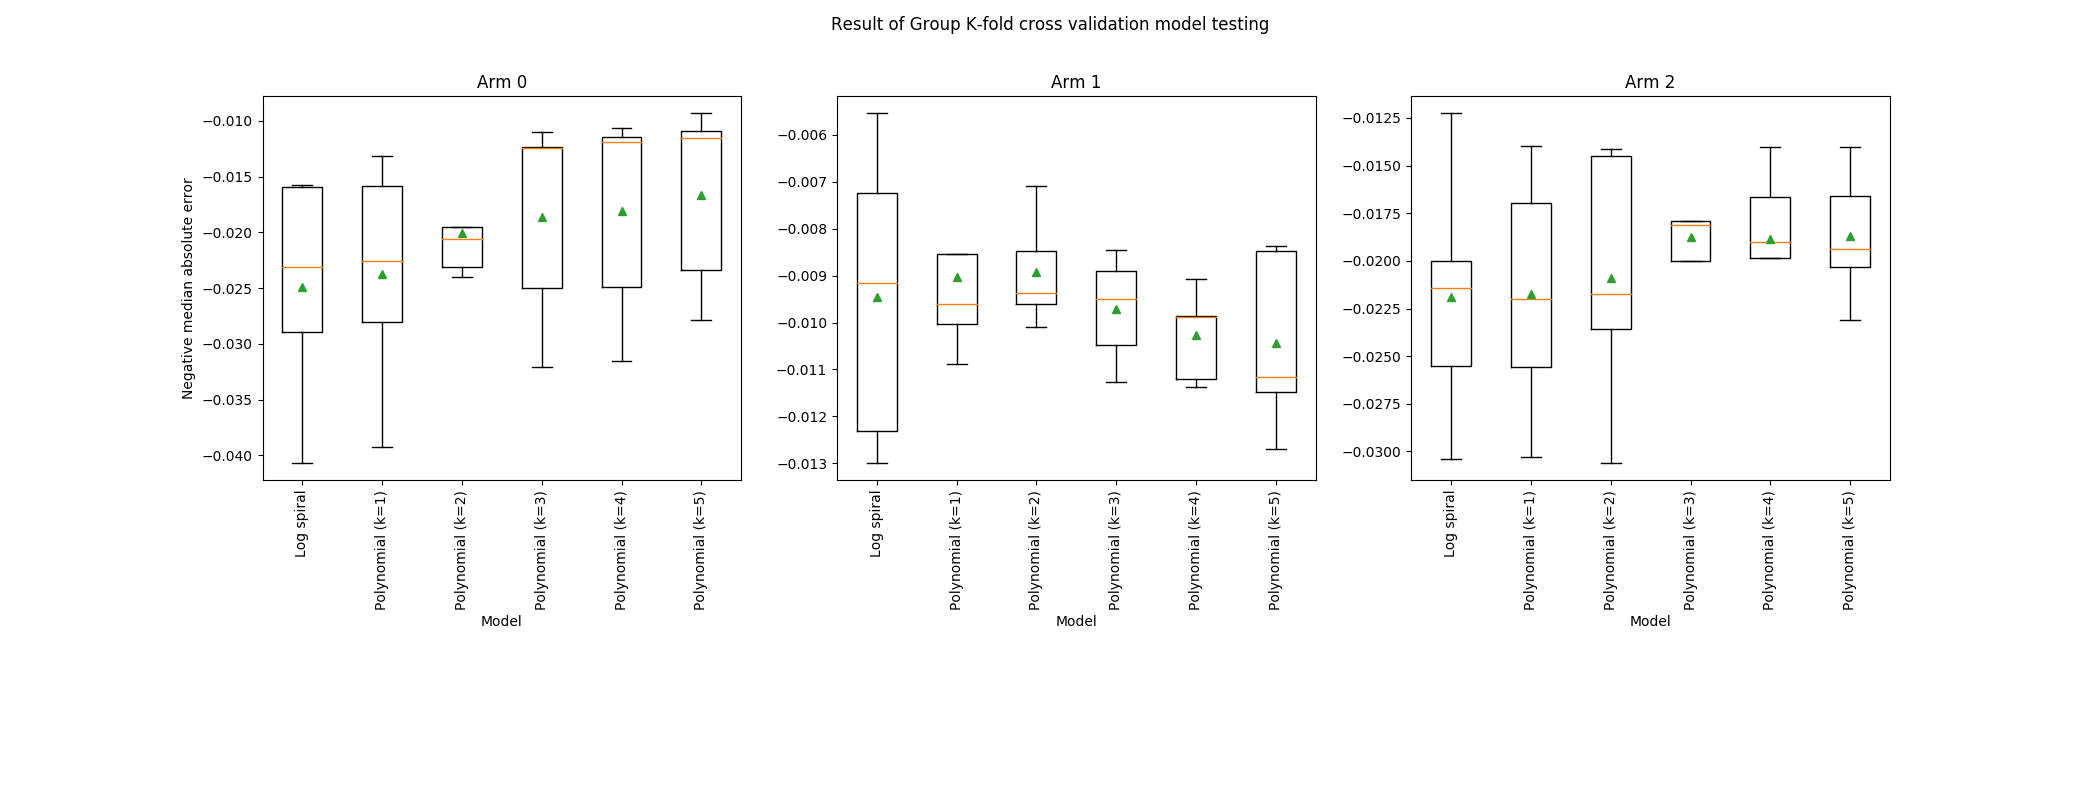 Result of Group K-fold cross validation model testing
Arm 0
Negative median absolute error
−0.010
−0.015
−0.020
−0.025
−0.030
−0.035
−0.040
Log spiral
Polynomial (k=1)
Polynomial (k=2)
Polynomial (k=3)
Polynomial (k=4)
Polynomial (k=5)
Model
Arm 1
−0.006
−0.007
−0.008
−0.009
−0.010
−0.011
−0.012
−0.013
Log spiral
Polynomial (k=1)
Polynomial (k=2)
Polynomial (k=3)
Polynomial (k=4)
Polynomial (k=5)
Model
Arm 2
−0.0125
−0.0150
−0.0175
−0.0200
−0.0225
−0.0250
−0.0275
−0.0300
Log spiral
Polynomial (k=1)
Polynomial (k=2)
Polynomial (k=3)
Polynomial (k=4)
Polynomial (k=5)
Model